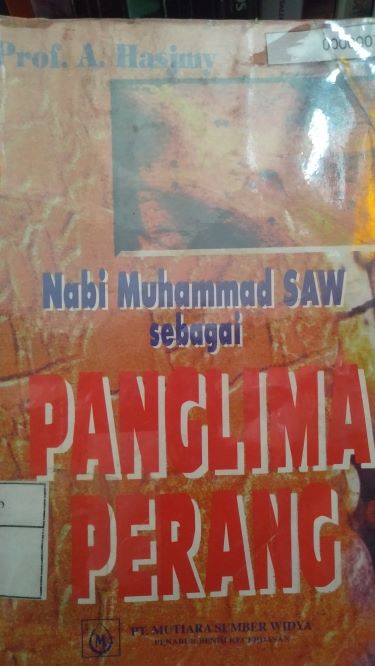 Prof. A. Hasjmy
Nabi Muhammad SAW
sebagai
PANGLIMA
PERANG
PT. MUTIARA SUMBER WIDYA
PENABUR BENIH KECERDASAN